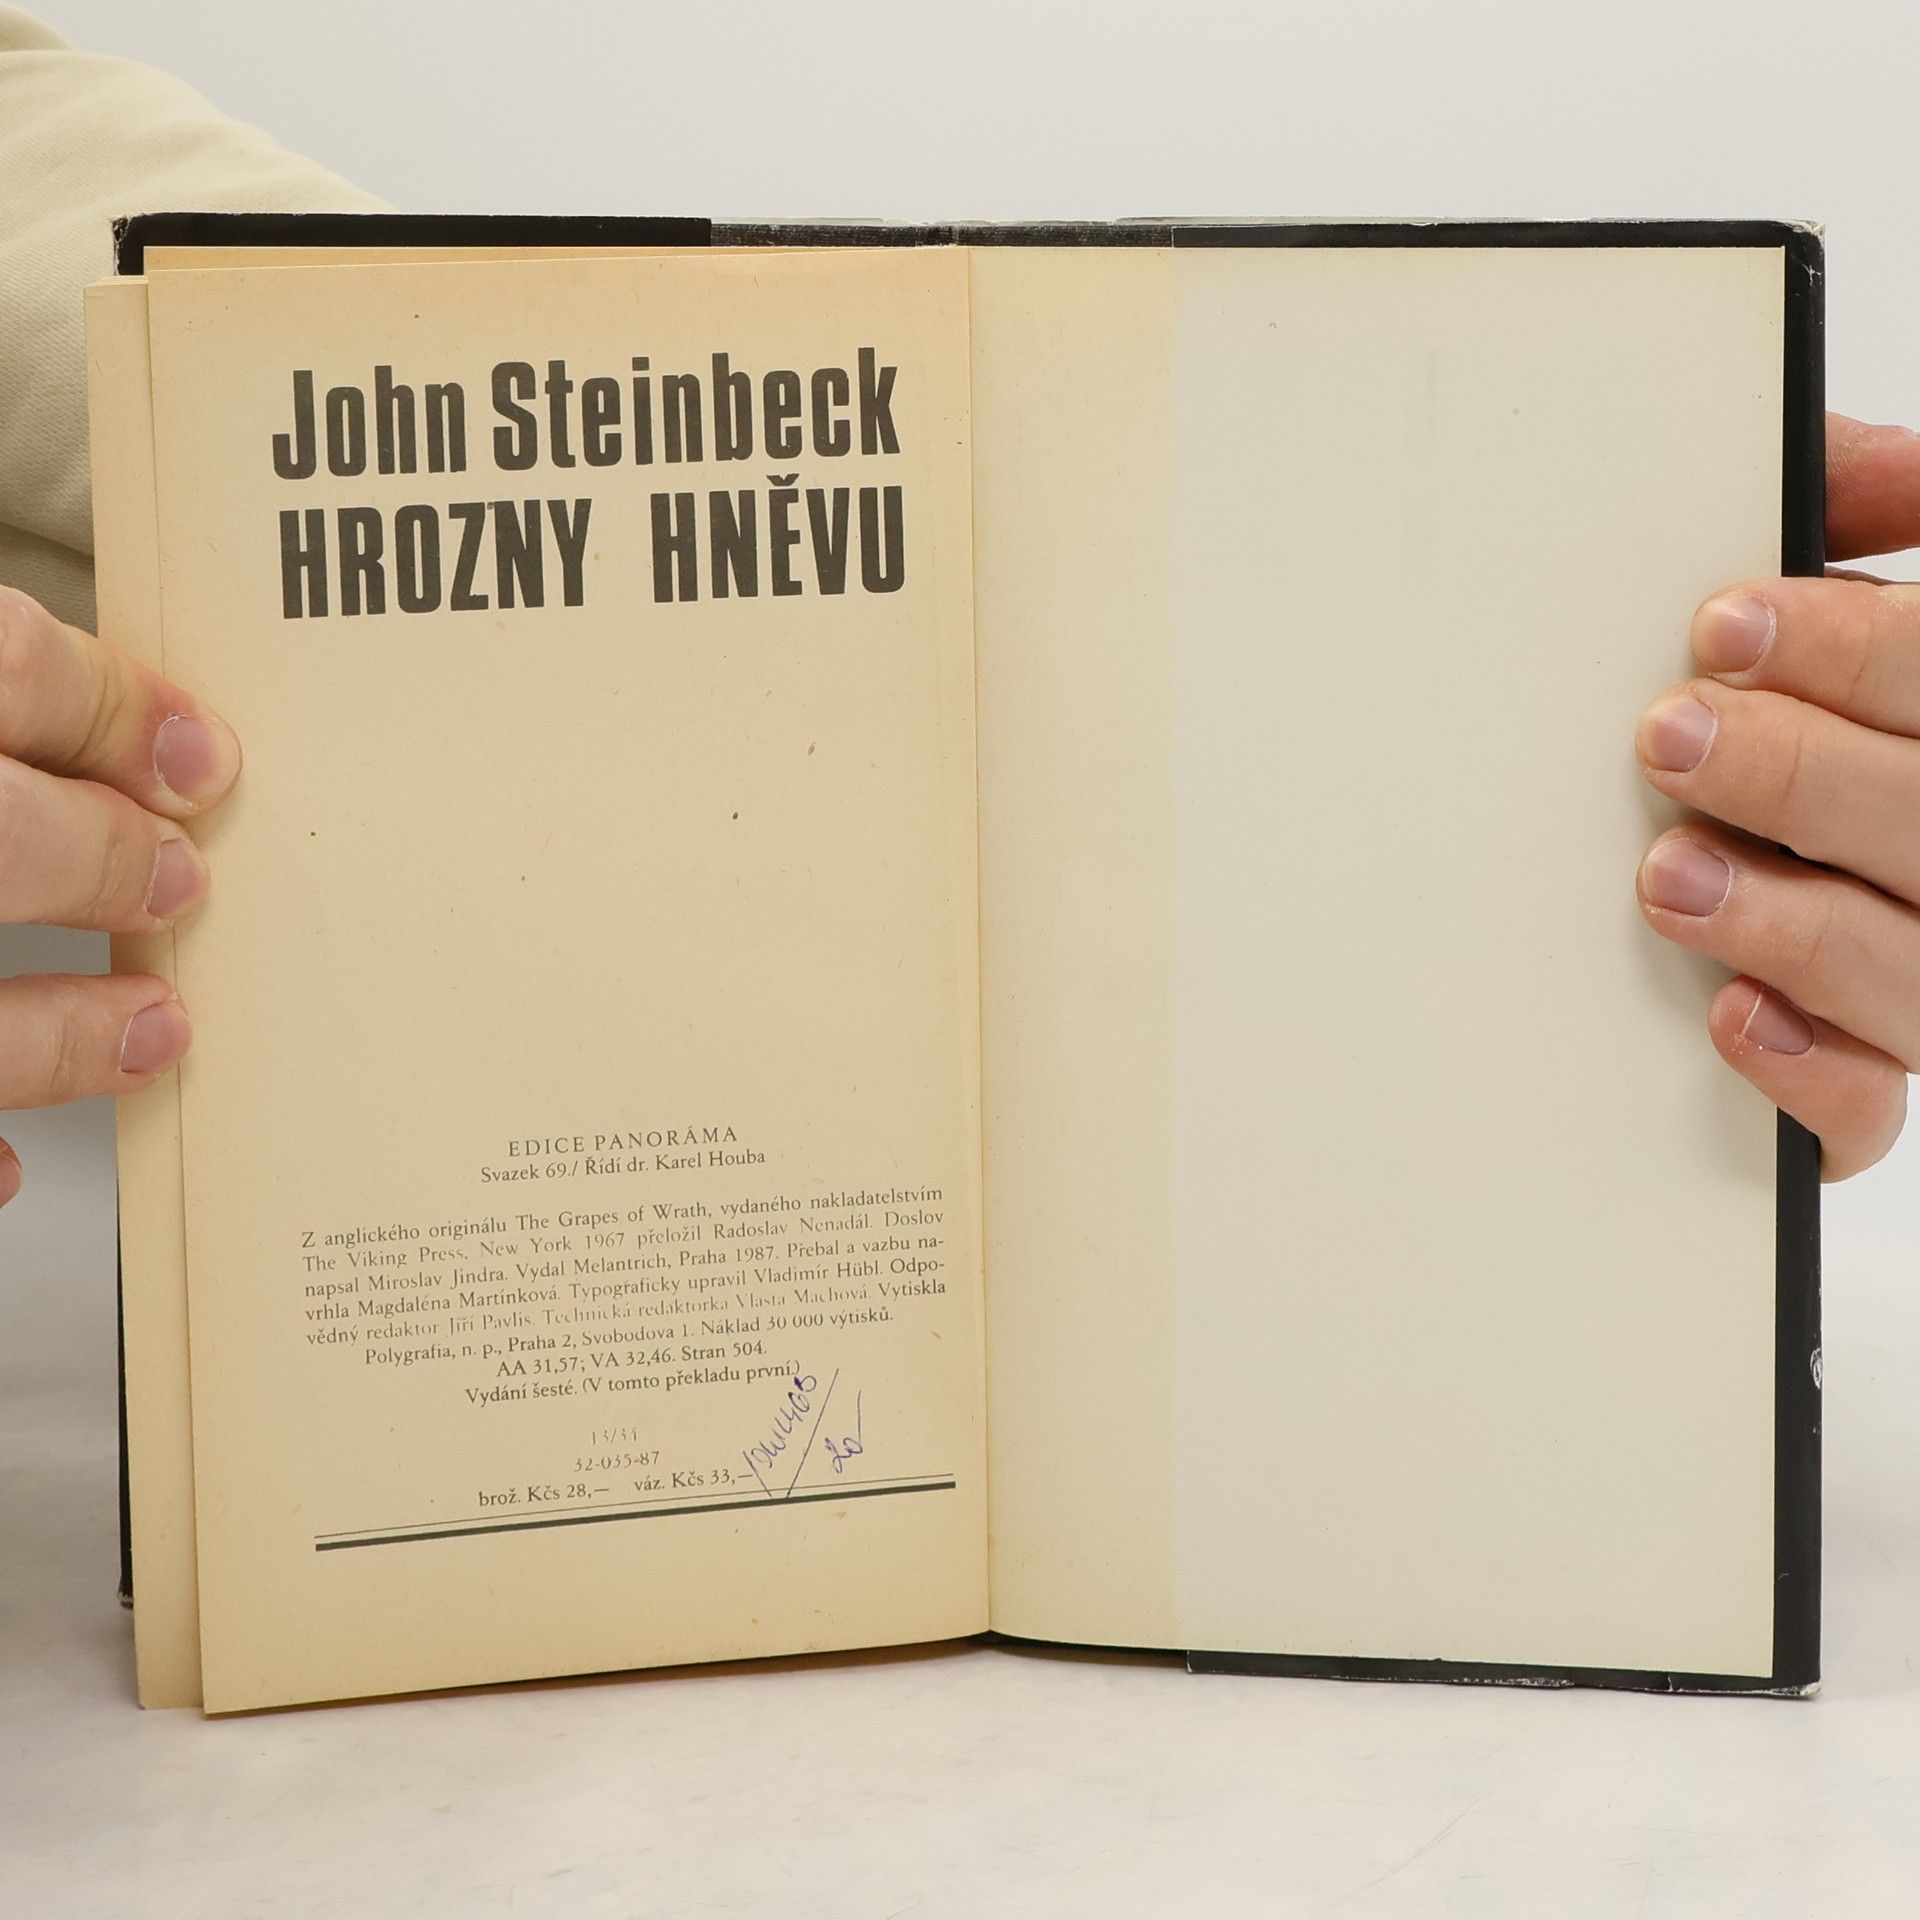 John Steinbeck
HROZNY HNĚVU
EDICE PANORÁMA
Svazek 69./ Řídí dr. Karel Houba
Z anglického originálu The Grapes of Wrath, vydaného nakladatelstvím
The Viking Press, New York 1967 přeložil Radoslav Nenadál. Doslov
napsal Miroslav Jindra. Vydal Melantrich, Praha 1987. Přebal a vazbu na-
vrhla Magdaléna Martínková. Typograficky upravil Vladimír Hübl. Odpo-
vědný redaktor Jiří Pavlis. Technická redaktorka Vlasta Machová. Vytiskla
Polygrafia, n. p., Praha 2, Svobodova 1. Náklad 30 000 výtisků.
AA 31,57; VA 32,46. Stran 504.
Vydání šesté. (V tomto překladu první.)
13/34
32-035-87
brož. Kčs 28,— váz. Kčs 33,—